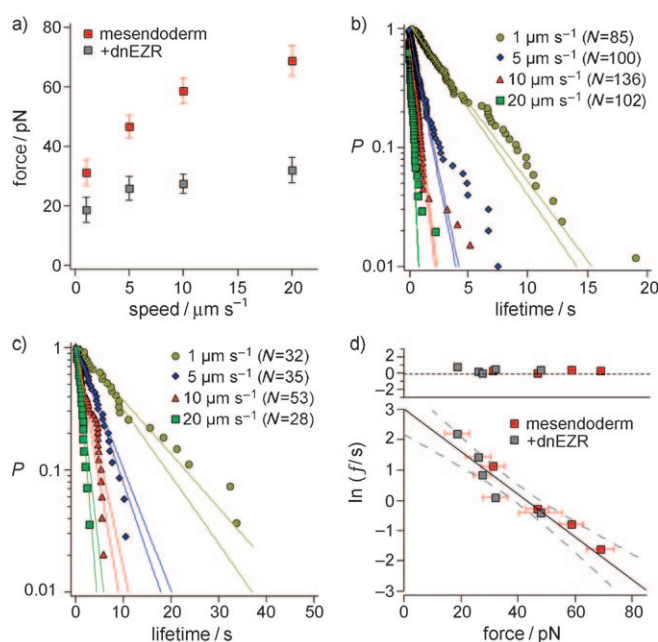 a)
mesendoderm
+dnEZR
80
60
40
20
0
force / pN
0 5 10 15 20
speed / µm s⁻¹
b)
1 µm s⁻¹ (N=85)
5 µm s⁻¹ (N=100)
10 µm s⁻¹ (N=136)
20 µm s⁻¹ (N=102)
1
0.1
0.01
P
0 5 10 15 20
lifetime / s
c)
1 µm s⁻¹ (N=32)
5 µm s⁻¹ (N=35)
10 µm s⁻¹ (N=53)
20 µm s⁻¹ (N=28)
1
0.1
0.01
P
0 10 20 30 40 50
lifetime / s
d)
2
0
−2
mesendoderm
+dnEZR
4
3
2
1
0
−1
−2
−3
ln (f/s)
0 20 40 60 80
force / pN